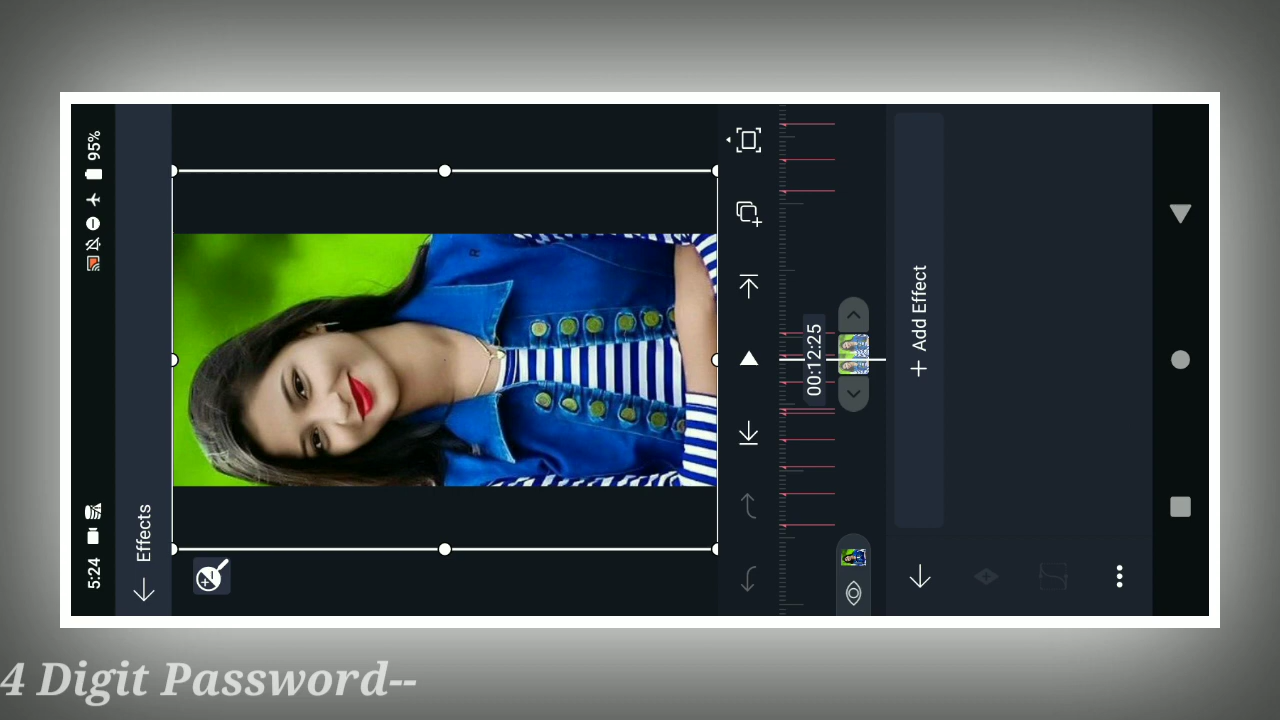 5:24
95%
Effects
00:12:25
+ Add Effect
4 Digit Password--